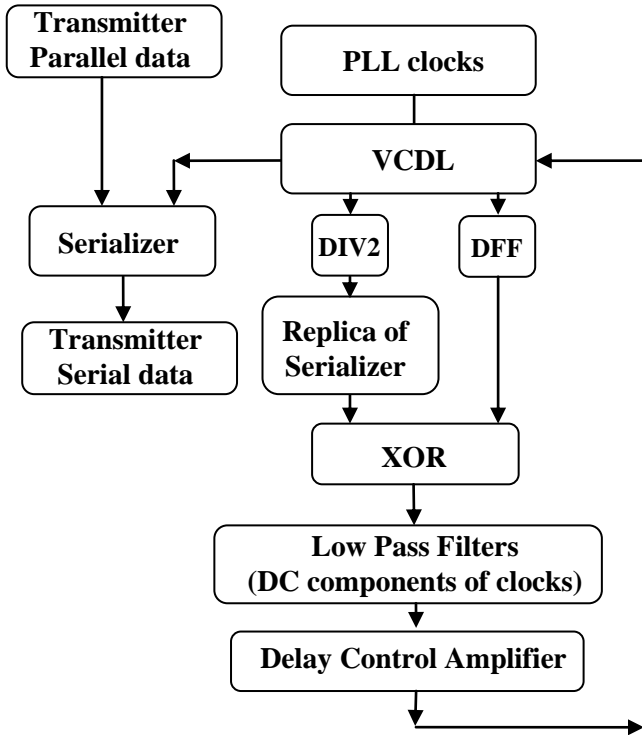 Transmitter
Parallel data
PLL clocks
VCDL
Serializer
DIV2
DFF
Transmitter
Serial data
Replica of
Serializer
XOR
Low Pass Filters
(DC components of clocks)
Delay Control Amplifier